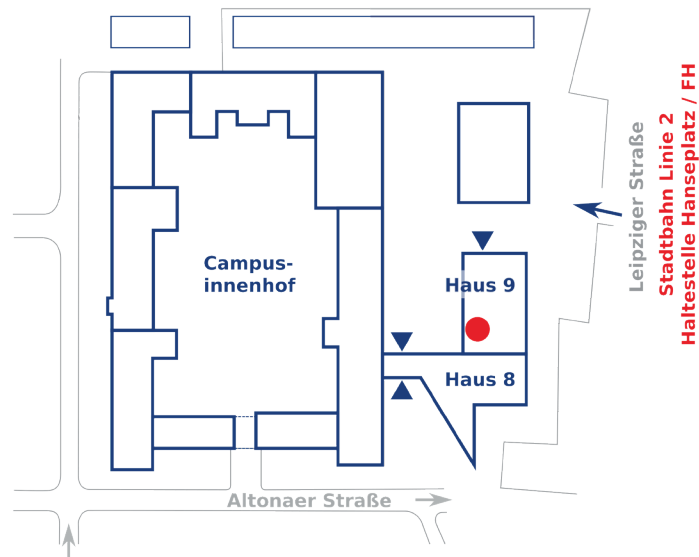 Campus-
innenhof
Haus 9
Haus 8
Altonaer Straße
Leipziger Straße
Stadtbahn Linie 2
Haltestelle Hanseplatz / FH